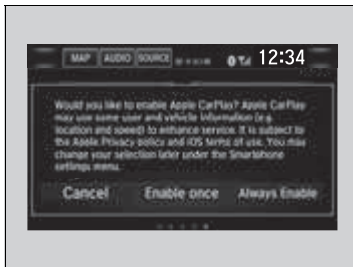 MAP AUDIO SOURCE 12:34
Would you like to enable Apple CarPlay? Apple CarPlay
may use some user and vehicle information (e.g.
location and speed) to enhance service. It is subject to
the Apple Privacy policy and iOS terms of use. You may
change your selection later under the Smartphone
settings menu.
Cancel Enable once Always Enable